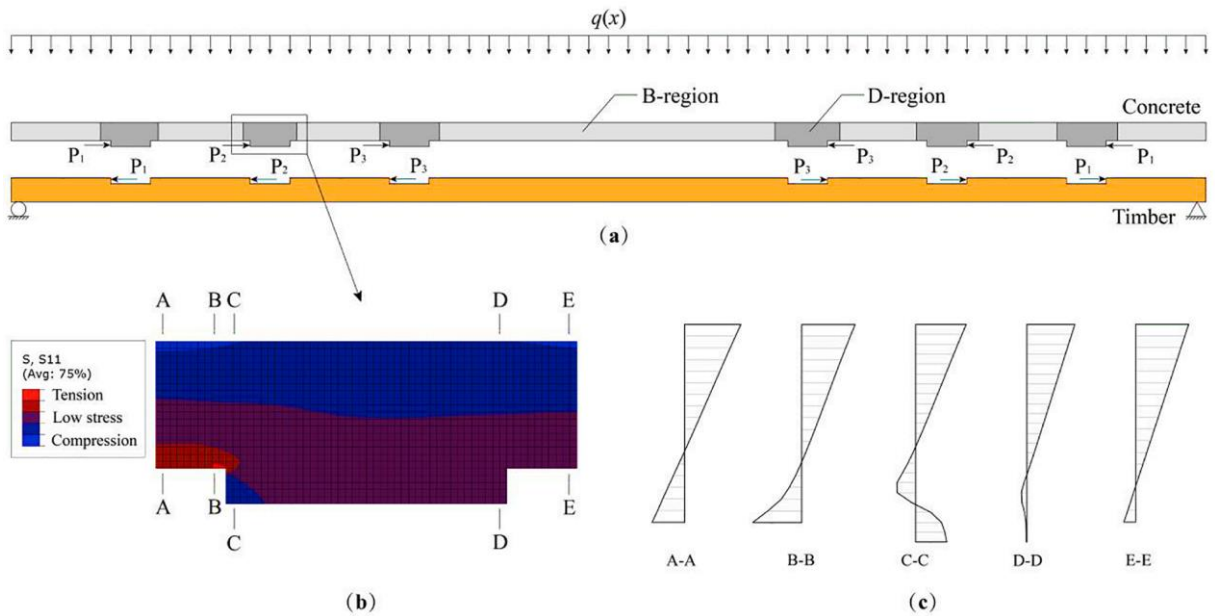 q(x)
B-region
D-region
Concrete
P₁ P₂ P₃ P₃ P₂ P₁
P₁ P₂ P₃ P₃ P₂ P₁
Timber
(a)
A B C D E
S, S11
(Avg: 75%)
Tension
Low stress
Compression
A B C D E
A-A B-B C-C D-D E-E
(b)
(c)